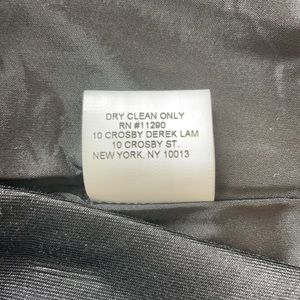 DRY CLEAN ONLY
RN #11290
10 CROSBY DEREK LAM
10 CROSBY ST.
NEW YORK, NY 10013